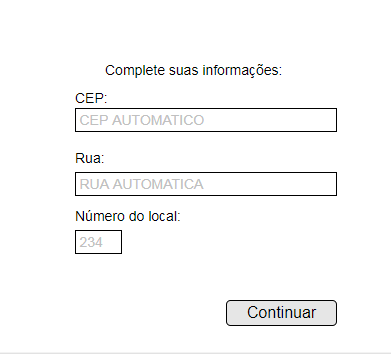 Complete suas informações:
CEP:
CEP AUTOMATICO
Rua:
RUA AUTOMATICA
Número do local:
234
Continuar